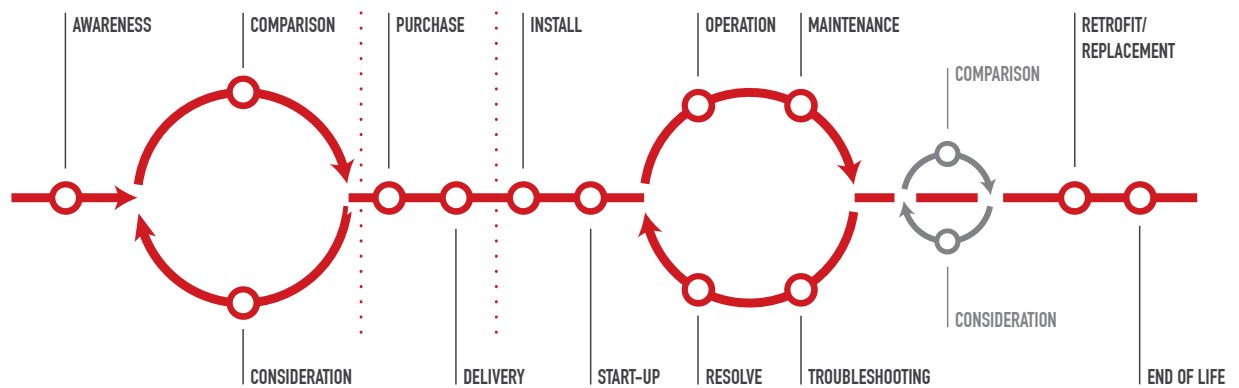 AWARENESS
COMPARISON
PURCHASE
INSTALL
OPERATION
MAINTENANCE
RETROFIT/
REPLACEMENT
COMPARISON
CONSIDERATION
CONSIDERATION
DELIVERY
START-UP
RESOLVE
TROUBLESHOOTING
END OF LIFE